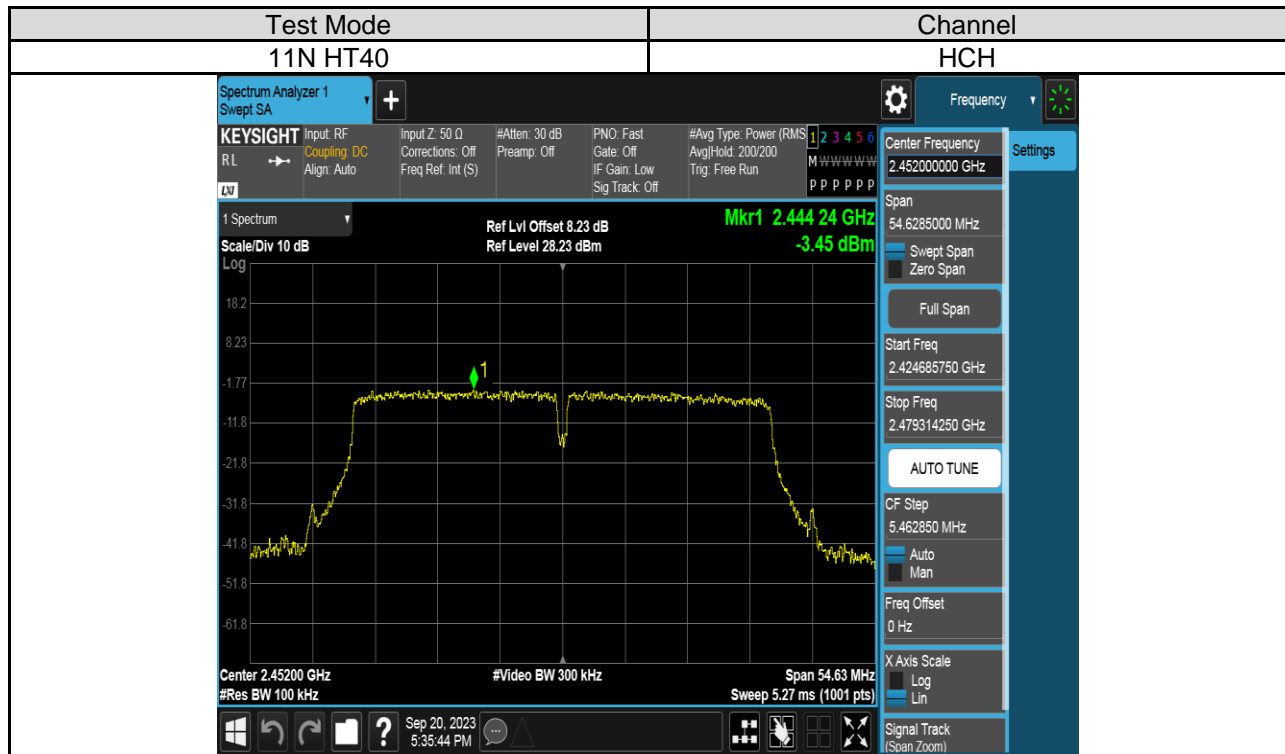 Test Mode Channel
11N HT40 HCH
Spectrum Analyzer 1
Swept SA
+
Frequency
KEYSIGHT
RL
LXI
Input: RF
Coupling: DC
Align: Auto
Input Z: 50 Ω
Corrections: Off
Freq Ref: Int (S)
#Atten: 30 dB
Preamp: Off
PNO: Fast
Gate: Off
IF Gain: Low
Sig Track: Off
#Avg Type: Power (RMS
Avg|Hold: 200/200
Trig: Free Run
1 2 3 4 5 6
M W W W W W
P P P P P P
1 Spectrum
Scale/Div 10 dB
Ref Lvl Offset 8.23 dB
Ref Level 28.23 dBm
Mkr1 2.444 24 GHz
-3.45 dBm
Log
18.2
8.23
-1.77
-11.8
-21.8
-31.8
-41.8
-51.8
-61.8
1
Center 2.45200 GHz
#Res BW 100 kHz
#Video BW 300 kHz
Span 54.63 MHz
Sweep 5.27 ms (1001 pts)
Sep 20, 2023
5:35:44 PM
?
Center Frequency
2.452000000 GHz
Settings
Span
54.6285000 MHz
Swept Span
Zero Span
Full Span
Start Freq
2.424685750 GHz
Stop Freq
2.479314250 GHz
AUTO TUNE
CF Step
5.462850 MHz
Auto
Man
Freq Offset
0 Hz
X Axis Scale
Log
Lin
Signal Track
(Span Zoom)